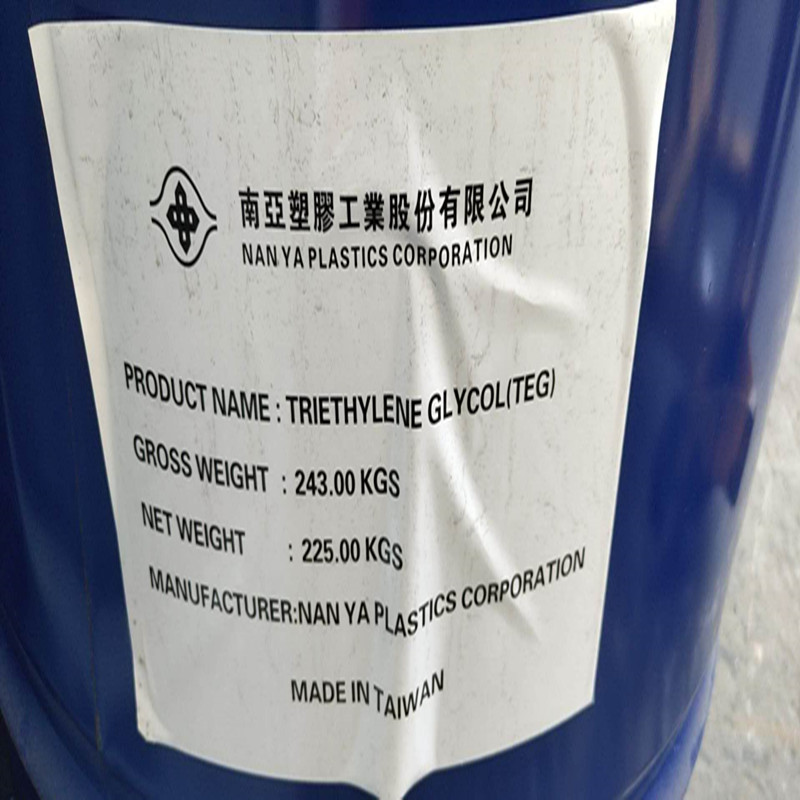 南亞塑膠工業股份有限公司
NAN YA PLASTICS CORPORATION
PRODUCT NAME : TRIETHYLENE GLYCOL(TEG)
GROSS WEIGHT : 243.00 KGS
NET WEIGHT : 225.00 KGS
MANUFACTURER:NAN YA PLASTICS CORPORATION
MADE IN TAIWAN